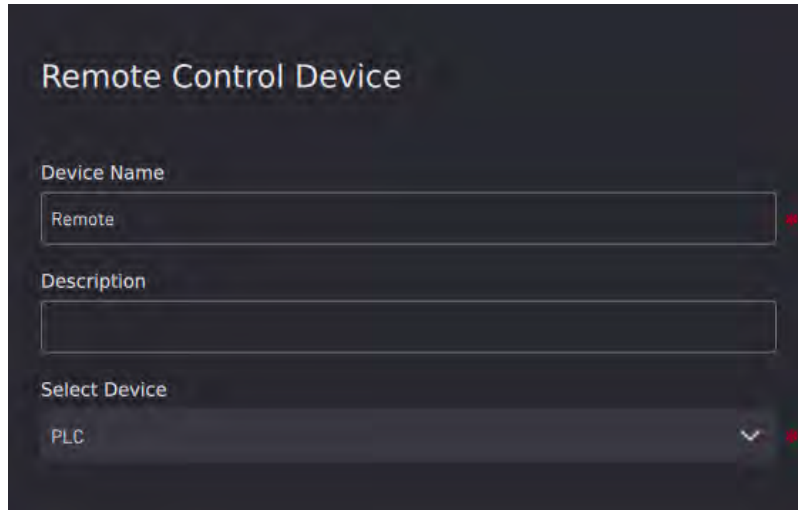 Remote Control Device
Device Name
Remote
Description
Select Device
PLC